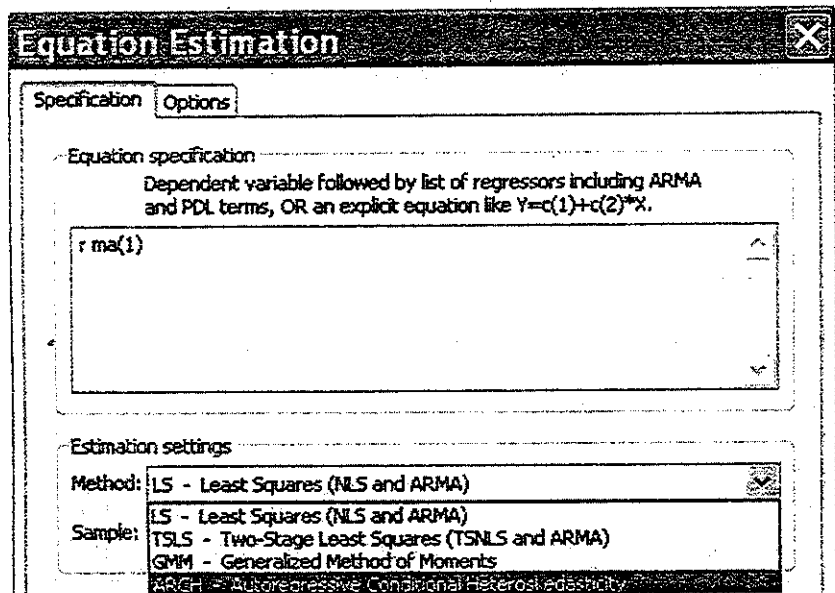 Equation Estimation
Specification Options
Equation specification
Dependent variable followed by list of regressors including ARMA
and PDL terms, OR an explicit equation like Y=c(1)+c(2)*X.
r ma(1)
Estimation settings
Method: LS - Least Squares (NLS and ARMA)
LS - Least Squares (NLS and ARMA)
Sample: TSLS - Two-Stage Least Squares (TSNLS and ARMA)
GMM - Generalized Method of Moments
ARCH - Autoregressive Conditional Heteroskedasticity